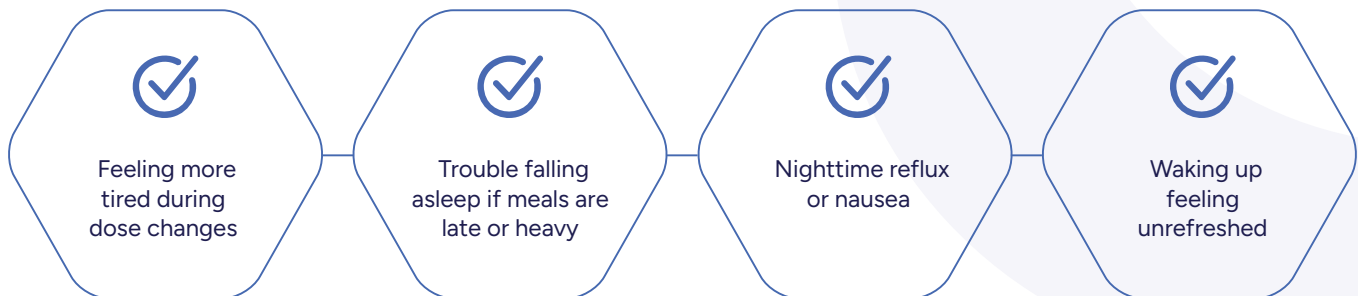 Feeling more
tired during
dose changes
Trouble falling
asleep if meals are
late or heavy
Nighttime reflux
or nausea
Waking up
feeling
unrefreshed